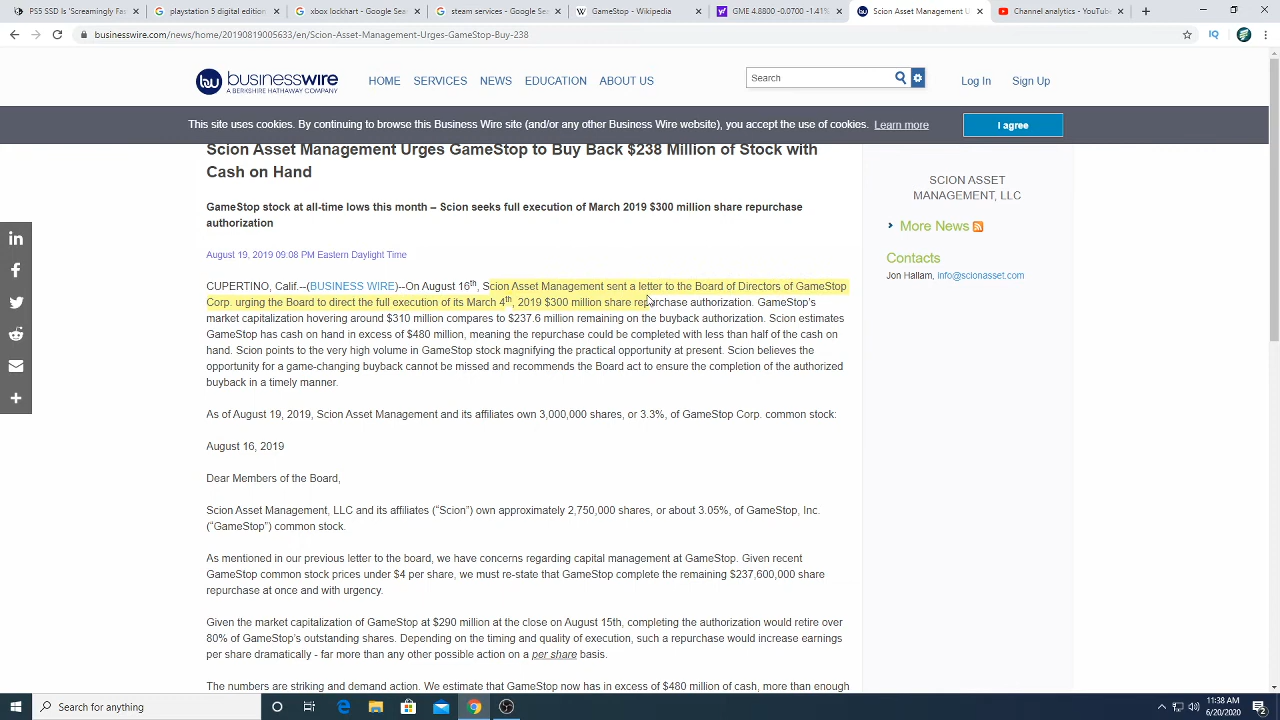 PS5 SSD Is 'Screamingly Fas
playstation 5 digital edition
xbox lockhart - Google Sea
steam services - Google Se
GameStop - Wikipedia
GME 4.8800 -0.0700 -1.41%
Scion Asset Management U
Channel analytics - YouTube
businesswire.com/news/home/20190819005633/en/Scion-Asset-Management-Urges-GameStop-Buy-238
IQ
bw businesswire
A BERKSHIRE HATHAWAY COMPANY
HOME SERVICES NEWS EDUCATION ABOUT US
Search
Log In Sign Up
This site uses cookies. By continuing to browse this Business Wire site (and/or any other Business Wire website), you accept the use of cookies. Learn more
I agree
Scion Asset Management Urges GameStop to Buy Back $238 Million of Stock with
Cash on Hand
GameStop stock at all-time lows this month – Scion seeks full execution of March 2019 $300 million share repurchase
authorization
August 19, 2019 09:08 PM Eastern Daylight Time
CUPERTINO, Calif.--(BUSINESS WIRE)--On August 16th, Scion Asset Management sent a letter to the Board of Directors of GameStop
Corp. urging the Board to direct the full execution of its March 4th, 2019 $300 million share repurchase authorization. GameStop's
market capitalization hovering around $310 million compares to $237.6 million remaining on the buyback authorization. Scion estimates
GameStop has cash on hand in excess of $480 million, meaning the repurchase could be completed with less than half of the cash on
hand. Scion points to the very high volume in GameStop stock magnifying the practical opportunity at present. Scion believes the
opportunity for a game-changing buyback cannot be missed and recommends the Board act to ensure the completion of the authorized
buyback in a timely manner.
As of August 19, 2019, Scion Asset Management and its affiliates own 3,000,000 shares, or 3.3%, of GameStop Corp. common stock:
August 16, 2019
Dear Members of the Board,
Scion Asset Management, LLC and its affiliates (“Scion”) own approximately 2,750,000 shares, or about 3.05%, of GameStop, Inc.
(“GameStop”) common stock.
As mentioned in our previous letter to the board, we have concerns regarding capital management at GameStop. Given recent
GameStop common stock prices under $4 per share, we must re-state that GameStop complete the remaining $237,600,000 share
repurchase at once and with urgency.
Given the market capitalization of GameStop at $290 million at the close on August 15th, completing the authorization would retire over
80% of GameStop's outstanding shares. Depending on the timing and quality of execution, such a repurchase would increase earnings
per share dramatically - far more than any other possible action on a per share basis.
The numbers are striking and demand action. We estimate that GameStop now has in excess of $480 million of cash, more than enough
SCION ASSET
MANAGEMENT, LLC
More News
Contacts
Jon Hallam, info@scionasset.com
Search for anything
11:38 AM
6/20/2020
2